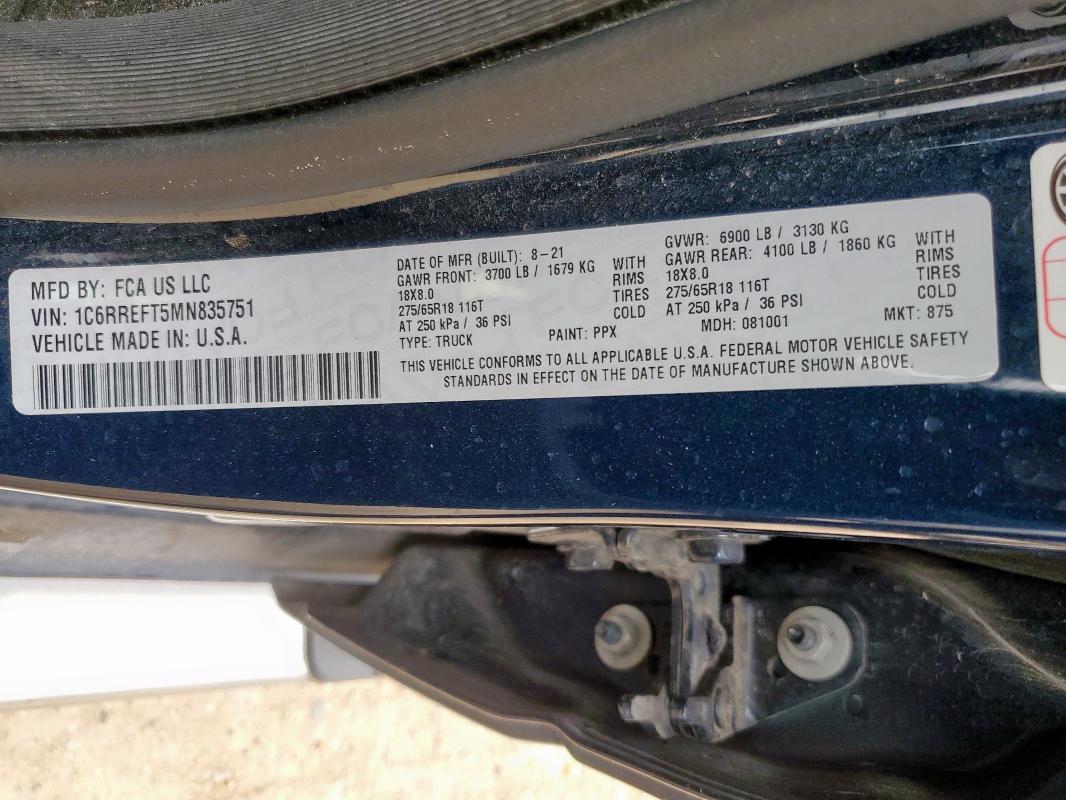 MFD BY: FCA US LLC
VIN: 1C6RREFT5MN835751
VEHICLE MADE IN: U.S.A.
DATE OF MFR (BUILT): 8-21
GAWR FRONT: 3700 LB / 1679 KG WITH
18X8.0 RIMS
275/65R18 116T TIRES
AT 250 kPa / 36 PSI COLD
TYPE: TRUCK PAINT: PPX
GVWR: 6900 LB / 3130 KG
GAWR REAR: 4100 LB / 1860 KG WITH
18X8.0 RIMS
275/65R18 116T TIRES
AT 250 kPa / 36 PSI COLD
MDH: 081001 MKT: 875
THIS VEHICLE CONFORMS TO ALL APPLICABLE U.S.A. FEDERAL MOTOR VEHICLE SAFETY
STANDARDS IN EFFECT ON THE DATE OF MANUFACTURE SHOWN ABOVE.